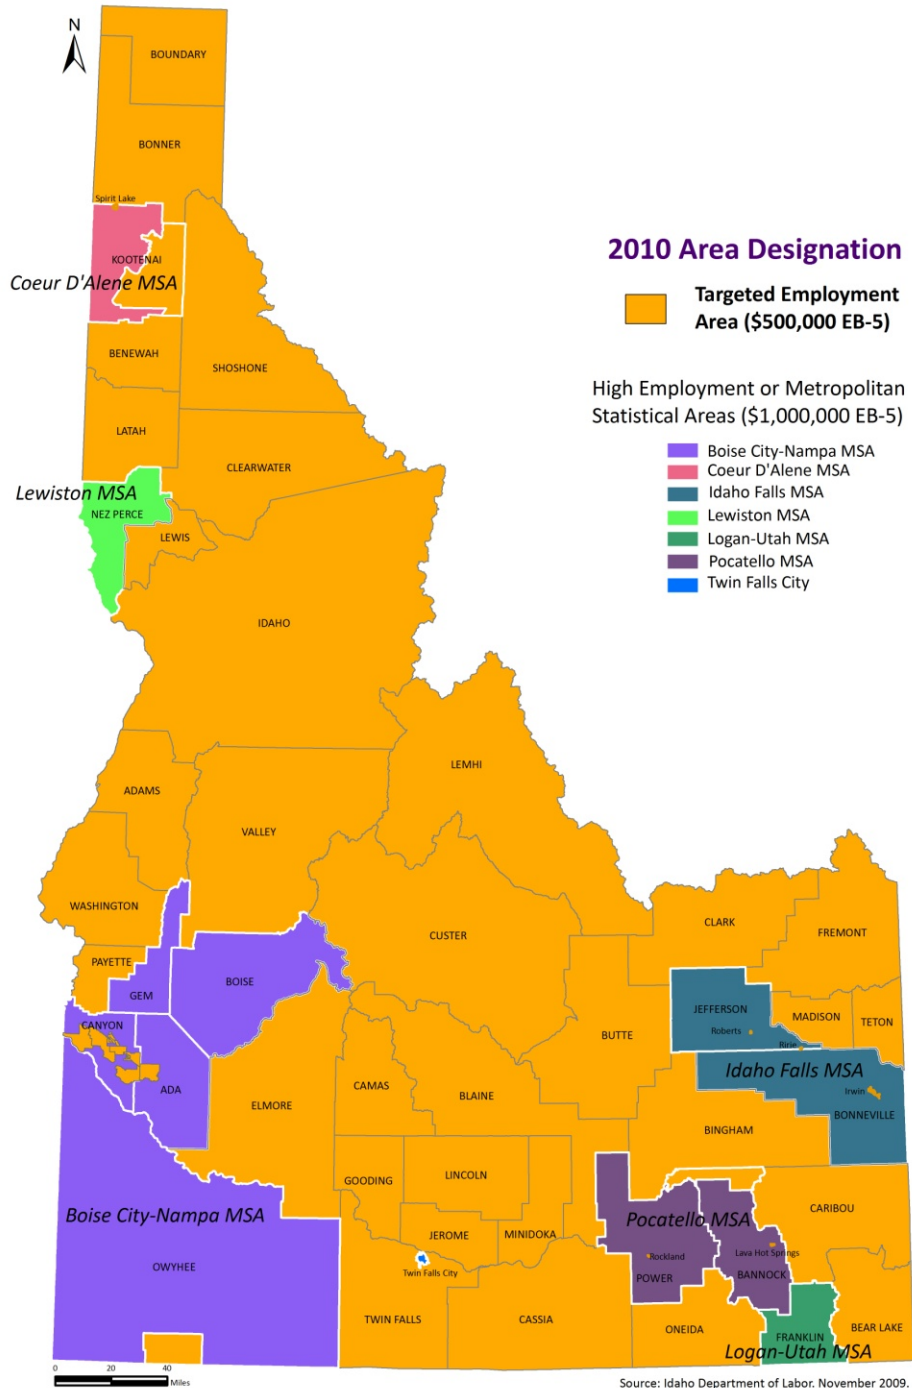 N
BOUNDARY
BONNER
Spirit Lake
KOOTENAI
Coeur D'Alene MSA
2010 Area Designation
Targeted Employment
Area ($500,000 EB-5)
BENEWAH
SHOSHONE
High Employment or Metropolitan
Statistical Areas ($1,000,000 EB-5)
LATAH
CLEARWATER
Boise City-Nampa MSA
Coeur D'Alene MSA
Idaho Falls MSA
Lewiston MSA
Logan-Utah MSA
Pocatello MSA
Twin Falls City
Lewiston MSA
NEZ PERCE
LEWIS
IDAHO
LEMHI
ADAMS
VALLEY
WASHINGTON
CUSTER
CLARK
FREMONT
PAYETTE
GEM
BOISE
JEFFERSON
MADISON
TETON
CANYON
Roberts
Ririe
BUTTE
ADA
Idaho Falls MSA
Irwin
BONNEVILLE
ELMORE
CAMAS
BLAINE
BINGHAM
GOODING
LINCOLN
CARIBOU
Boise City-Nampa MSA
Pocatello MSA
JEROME
MINIDOKA
OWYHEE
Twin Falls City
Rockland
Lava Hot Springs
POWER
BANNOCK
TWIN FALLS
CASSIA
ONEIDA
FRANKLIN
BEAR LAKE
Logan-Utah MSA
0 20 40
Miles
Source: Idaho Department of Labor. November 2009.